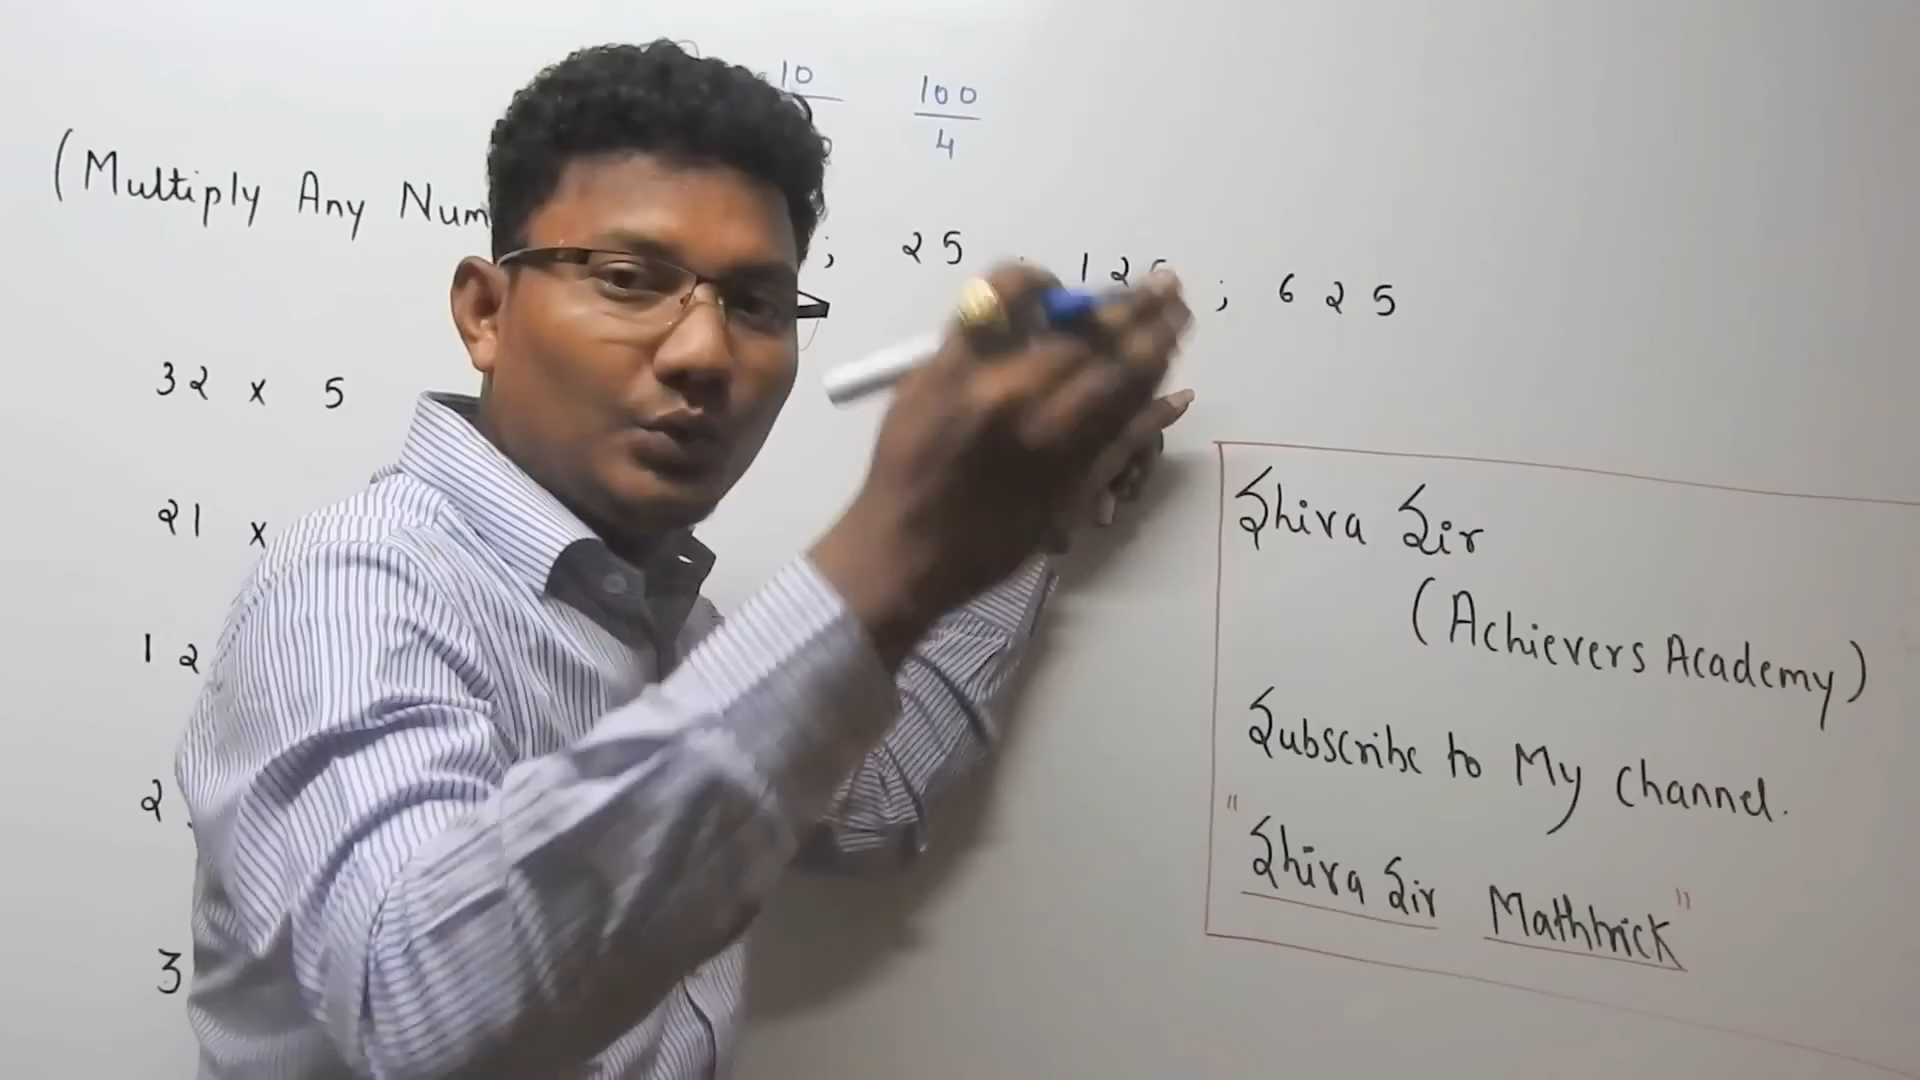 10
100
4
(Multiply Any Num
; 25 ; 125 ; 625
32 x 5
21 x
12
2
3
Shiva Sir
(Achievers Academy)
Subscribe to My channel.
"Shiva Sir Mathtrick"